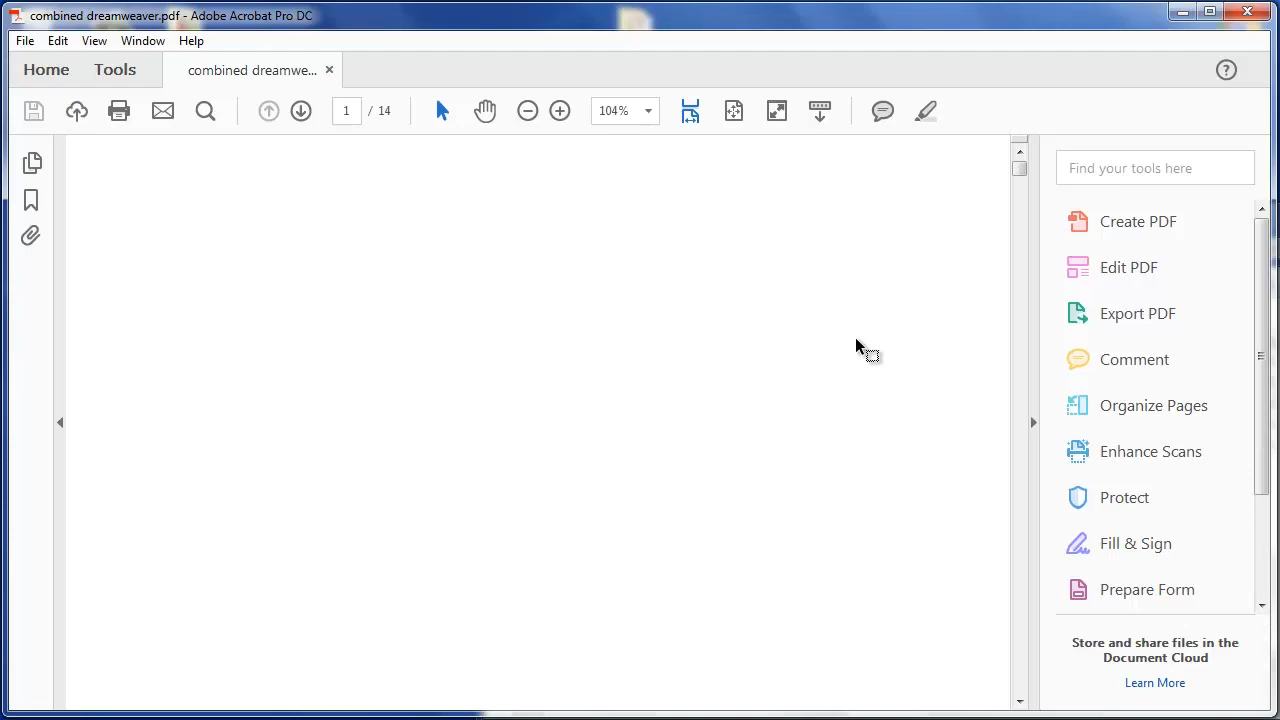 combined dreamweaver.pdf - Adobe Acrobat Pro DC
File Edit View Window Help
Home Tools combined dreamwe... ×
1 / 14 104%
Find your tools here
Create PDF
Edit PDF
Export PDF
Comment
Organize Pages
Enhance Scans
Protect
Fill & Sign
Prepare Form
Store and share files in the
Document Cloud
Learn More